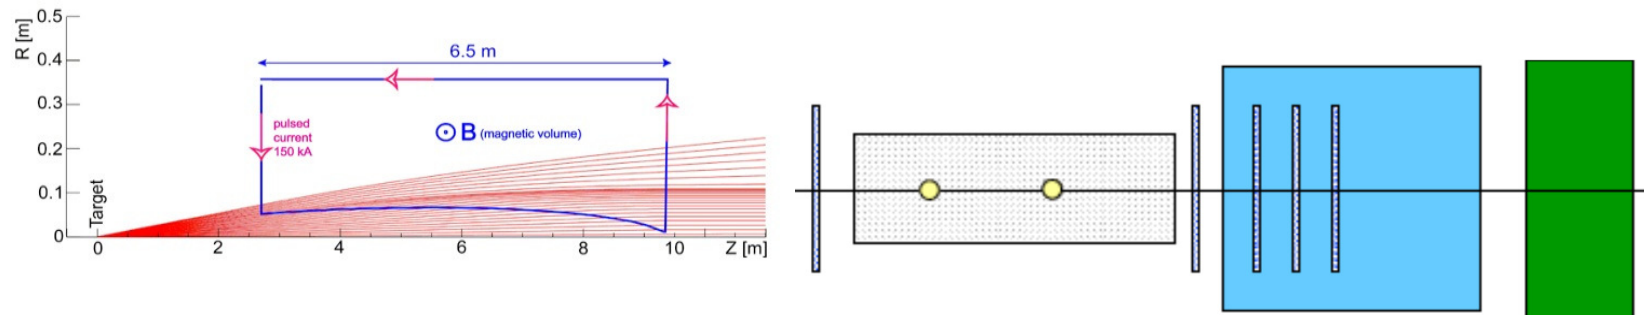 R [m]
0.5
0.4
0.3
0.2
0.1
0
6.5 m
pulsed
current
150 kA
B (magnetic volume)
Target
0 2 4 6 8 10 Z [m]